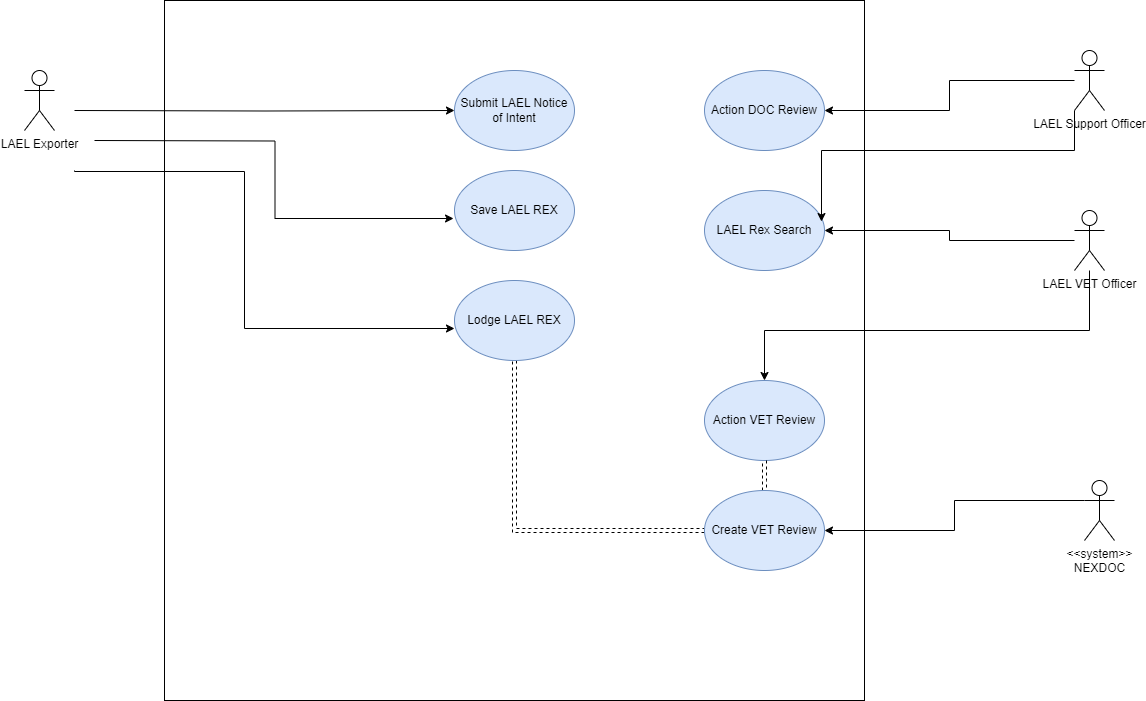 LAEL Exporter
Submit LAEL Notice
of Intent
Save LAEL REX
Lodge LAEL REX
Action DOC Review
LAEL Rex Search
Action VET Review
Create VET Review
LAEL Support Officer
LAEL VET Officer
<<system>>
NEXDOC